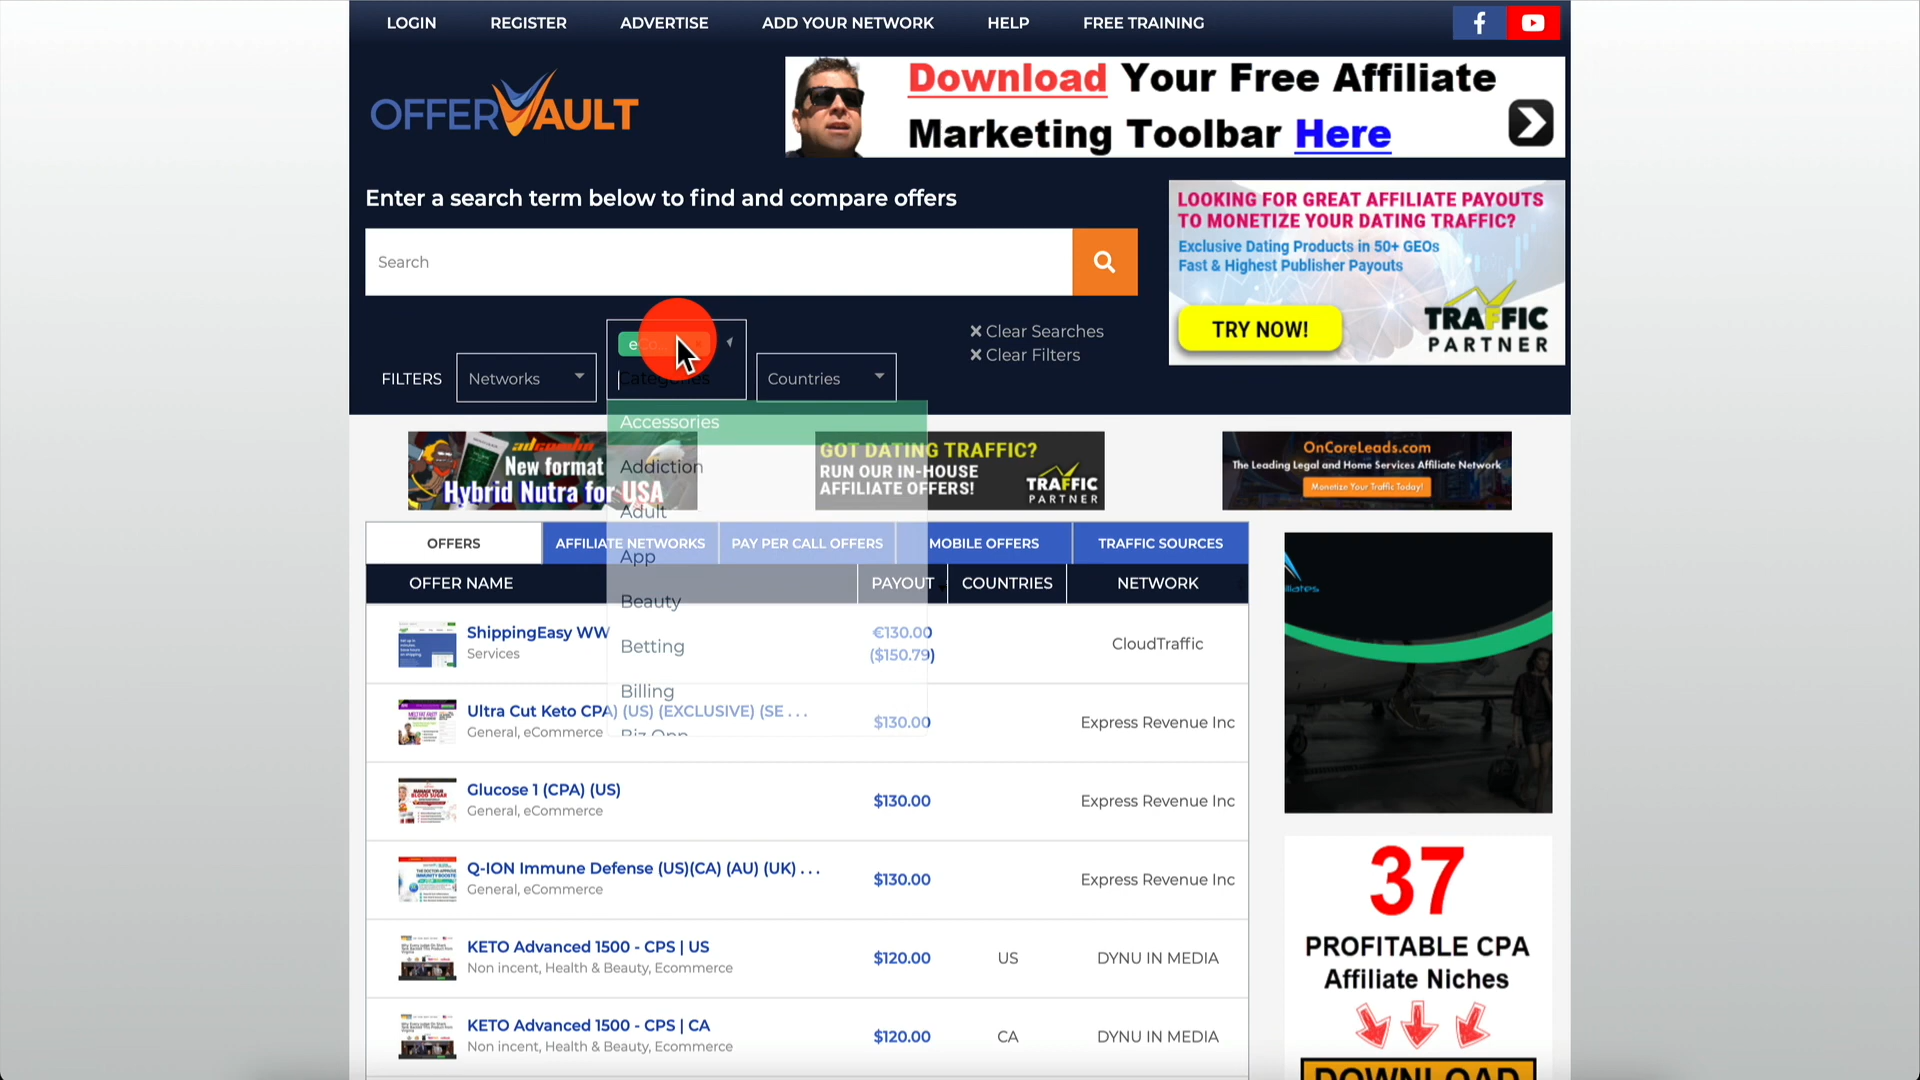 LOGIN REGISTER ADVERTISE ADD YOUR NETWORK HELP FREE TRAINING
OFFERVAULT
Download Your Free Affiliate
Marketing Toolbar Here
Enter a search term below to find and compare offers
Search
LOOKING FOR GREAT AFFILIATE PAYOUTS
TO MONETIZE YOUR DATING TRAFFIC?
Exclusive Dating Products in 50+ GEOs
Fast & Highest Publisher Payouts
TRY NOW!
TRAFFIC
PARTNER
FILTERS
Networks
Categories
Countries
Clear Searches
Clear Filters
Accessories
Addiction
Adult
App
Beauty
Betting
Billing
Biz Opp
adcombo
New format
Hybrid Nutra for USA
GOT DATING TRAFFIC?
RUN OUR IN-HOUSE
AFFILIATE OFFERS!
TRAFFIC
PARTNER
OnCoreLeads.com
The Leading Legal and Home Services Affiliate Network
Monetize Your Traffic Today!
OFFERS AFFILIATE NETWORKS PAY PER CALL OFFERS MOBILE OFFERS TRAFFIC SOURCES
OFFER NAME PAYOUT COUNTRIES NETWORK
ShippingEasy WW €130.00 CloudTraffic
Services ($150.79)
Ultra Cut Keto CPA) (US) (EXCLUSIVE) (SE ... $130.00 Express Revenue Inc
General, eCommerce
Glucose 1 (CPA) (US) $130.00 Express Revenue Inc
General, eCommerce
Q-ION Immune Defense (US)(CA) (AU) (UK) ... $130.00 Express Revenue Inc
General, eCommerce
KETO Advanced 1500 - CPS | US $120.00 US DYNU IN MEDIA
Non incent, Health & Beauty, Ecommerce
KETO Advanced 1500 - CPS | CA $120.00 CA DYNU IN MEDIA
Non incent, Health & Beauty, Ecommerce
37
PROFITABLE CPA
Affiliate Niches
DOWNLOAD